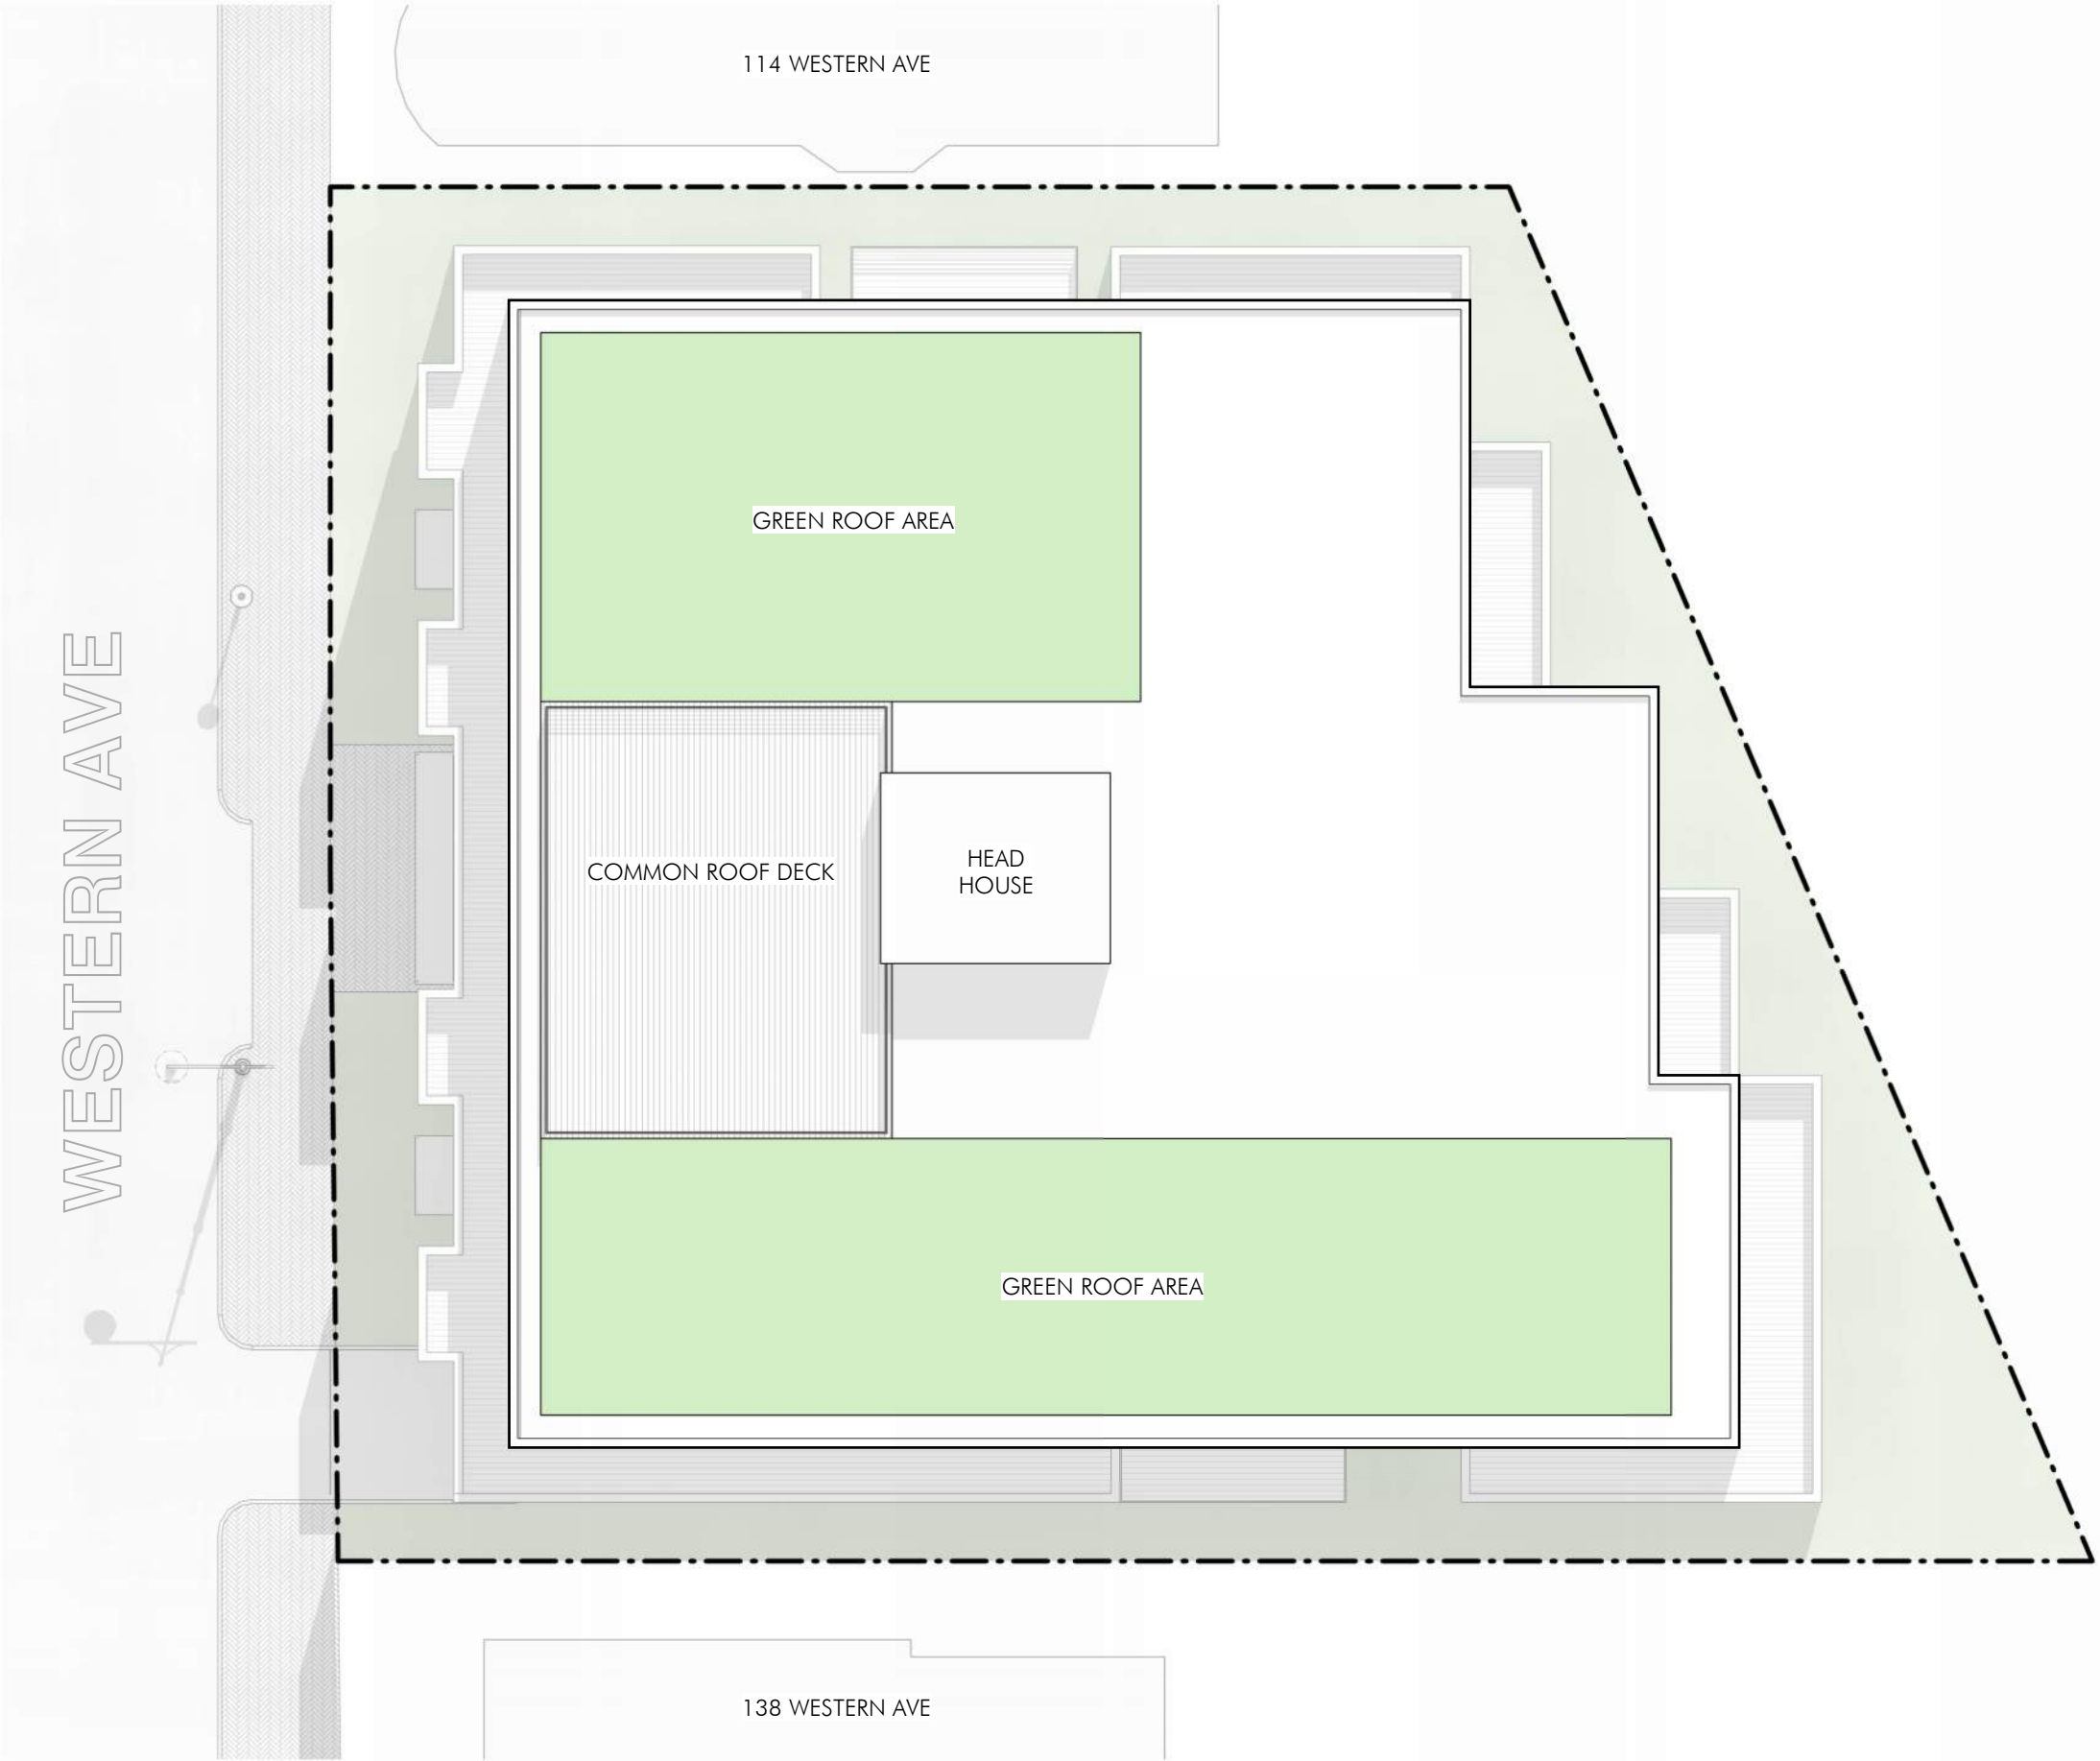 114 WESTERN AVE
GREEN ROOF AREA
WESTERN AVE
COMMON ROOF DECK
HEAD
HOUSE
GREEN ROOF AREA
138 WESTERN AVE